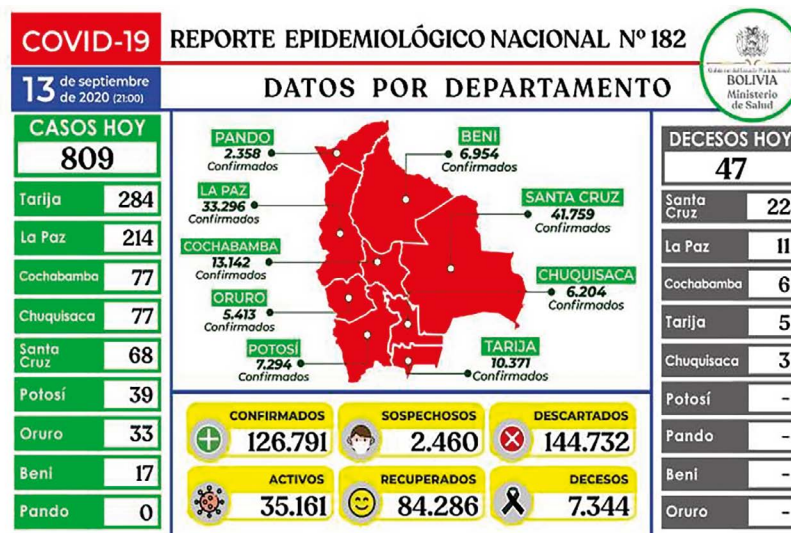 COVID-19
REPORTE EPIDEMIOLÓGICO NACIONAL Nº 182
13 de septiembre
de 2020 (21:00)
DATOS POR DEPARTAMENTO
BOLIVIA
Ministerio
de Salud
CASOS HOY
809
Tarija 284
La Paz 214
Cochabamba 77
Chuquisaca 77
Santa
Cruz 68
Potosí 39
Oruro 33
Beni 17
Pando 0
PANDO
2.358
Confirmados
BENI
6.954
Confirmados
LA PAZ
33.296
Confirmados
SANTA CRUZ
41.759
Confirmados
COCHABAMBA
13.142
Confirmados
CHUQUISACA
6.204
Confirmados
ORURO
5.413
Confirmados
POTOSÍ
7.294
Confirmados
TARIJA
10.371
Confirmados
CONFIRMADOS
126.791
SOSPECHOSOS
2.460
DESCARTADOS
144.732
ACTIVOS
35.161
RECUPERADOS
84.286
DECESOS
7.344
DECESOS HOY
47
Santa
Cruz 22
La Paz 11
Cochabamba 6
Tarija 5
Chuquisaca 3
Potosí -
Pando -
Beni -
Oruro -